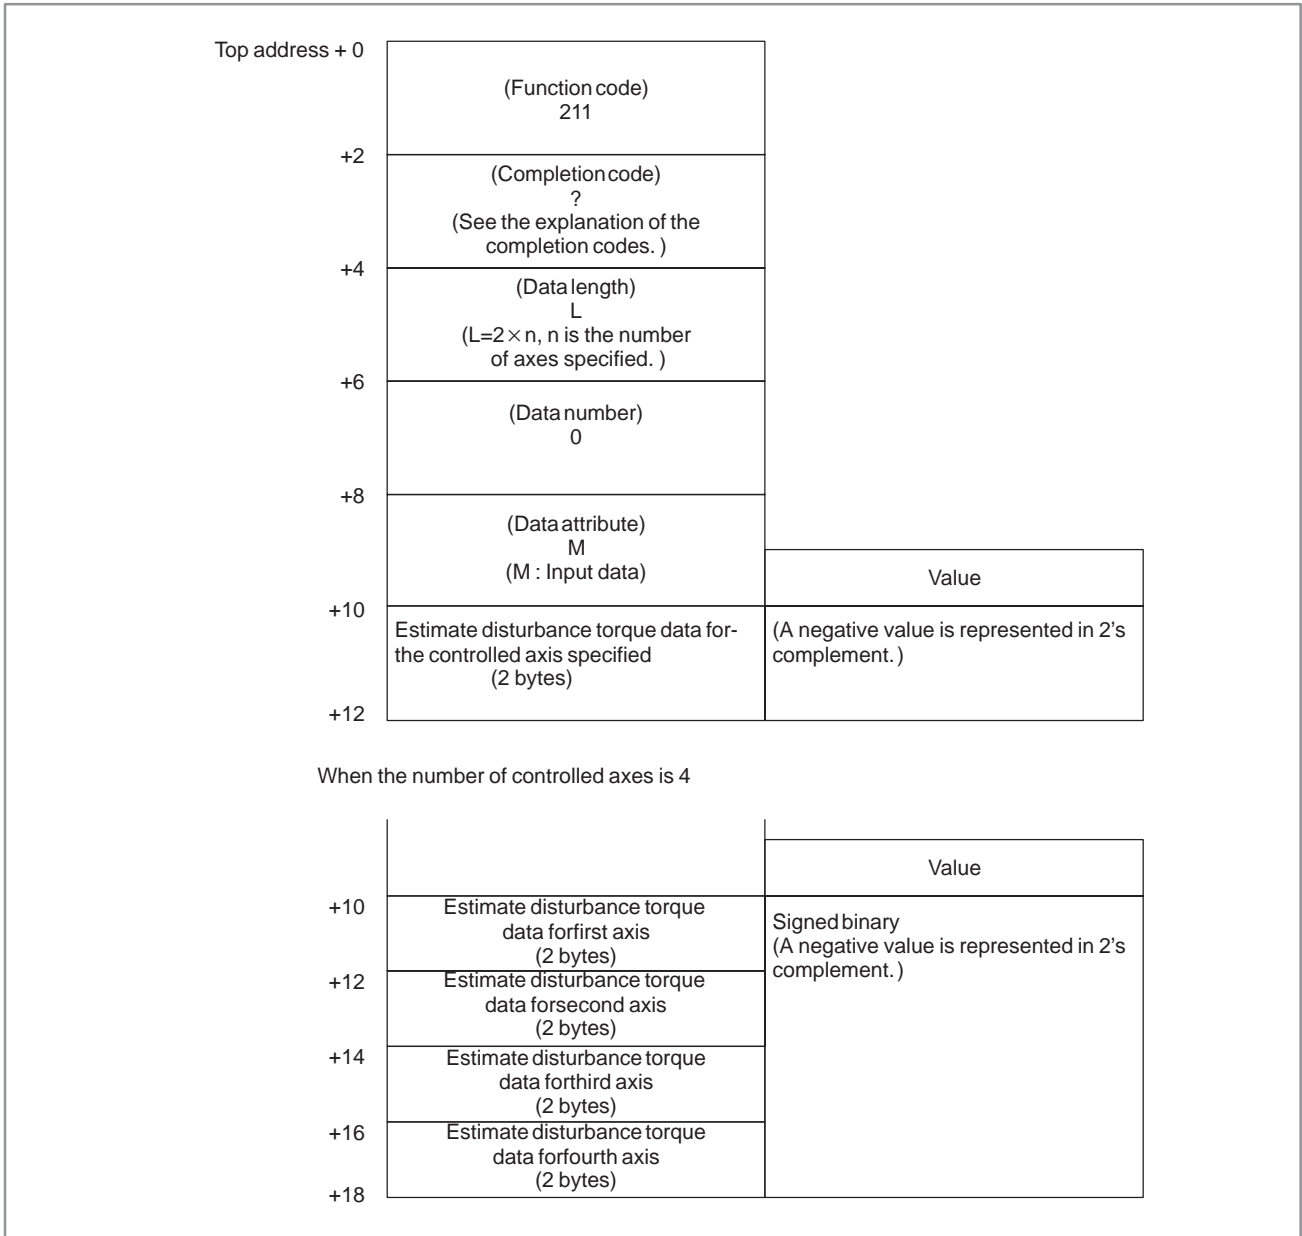 Top address + 0
(Function code)
211
+2
(Completion code)
?
(See the explanation of the
completion codes. )
+4
(Data length)
L
(L=2×n, n is the number
of axes specified. )
+6
(Data number)
0
+8
(Data attribute)
M
(M : Input data)
Value
+10
Estimate disturbance torque data for-
the controlled axis specified
(2 bytes)
(A negative value is represented in 2's
complement. )
+12
When the number of controlled axes is 4
Value
+10
Estimate disturbance torque
data forfirst axis
(2 bytes)
Signed binary
(A negative value is represented in 2's
complement. )
+12
Estimate disturbance torque
data forsecond axis
(2 bytes)
+14
Estimate disturbance torque
data forthird axis
(2 bytes)
+16
Estimate disturbance torque
data forfourth axis
(2 bytes)
+18